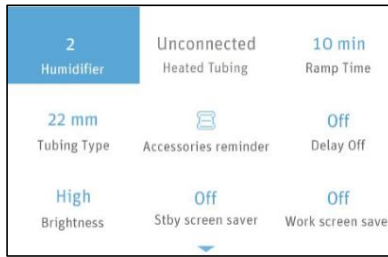 2
Unconnected
10 min
Humidifier
Heated Tubing
Ramp Time
22 mm
Off
Tubing Type
Accessories reminder
Delay Off
High
Off
Off
Brightness
Stby screen saver
Work screen save